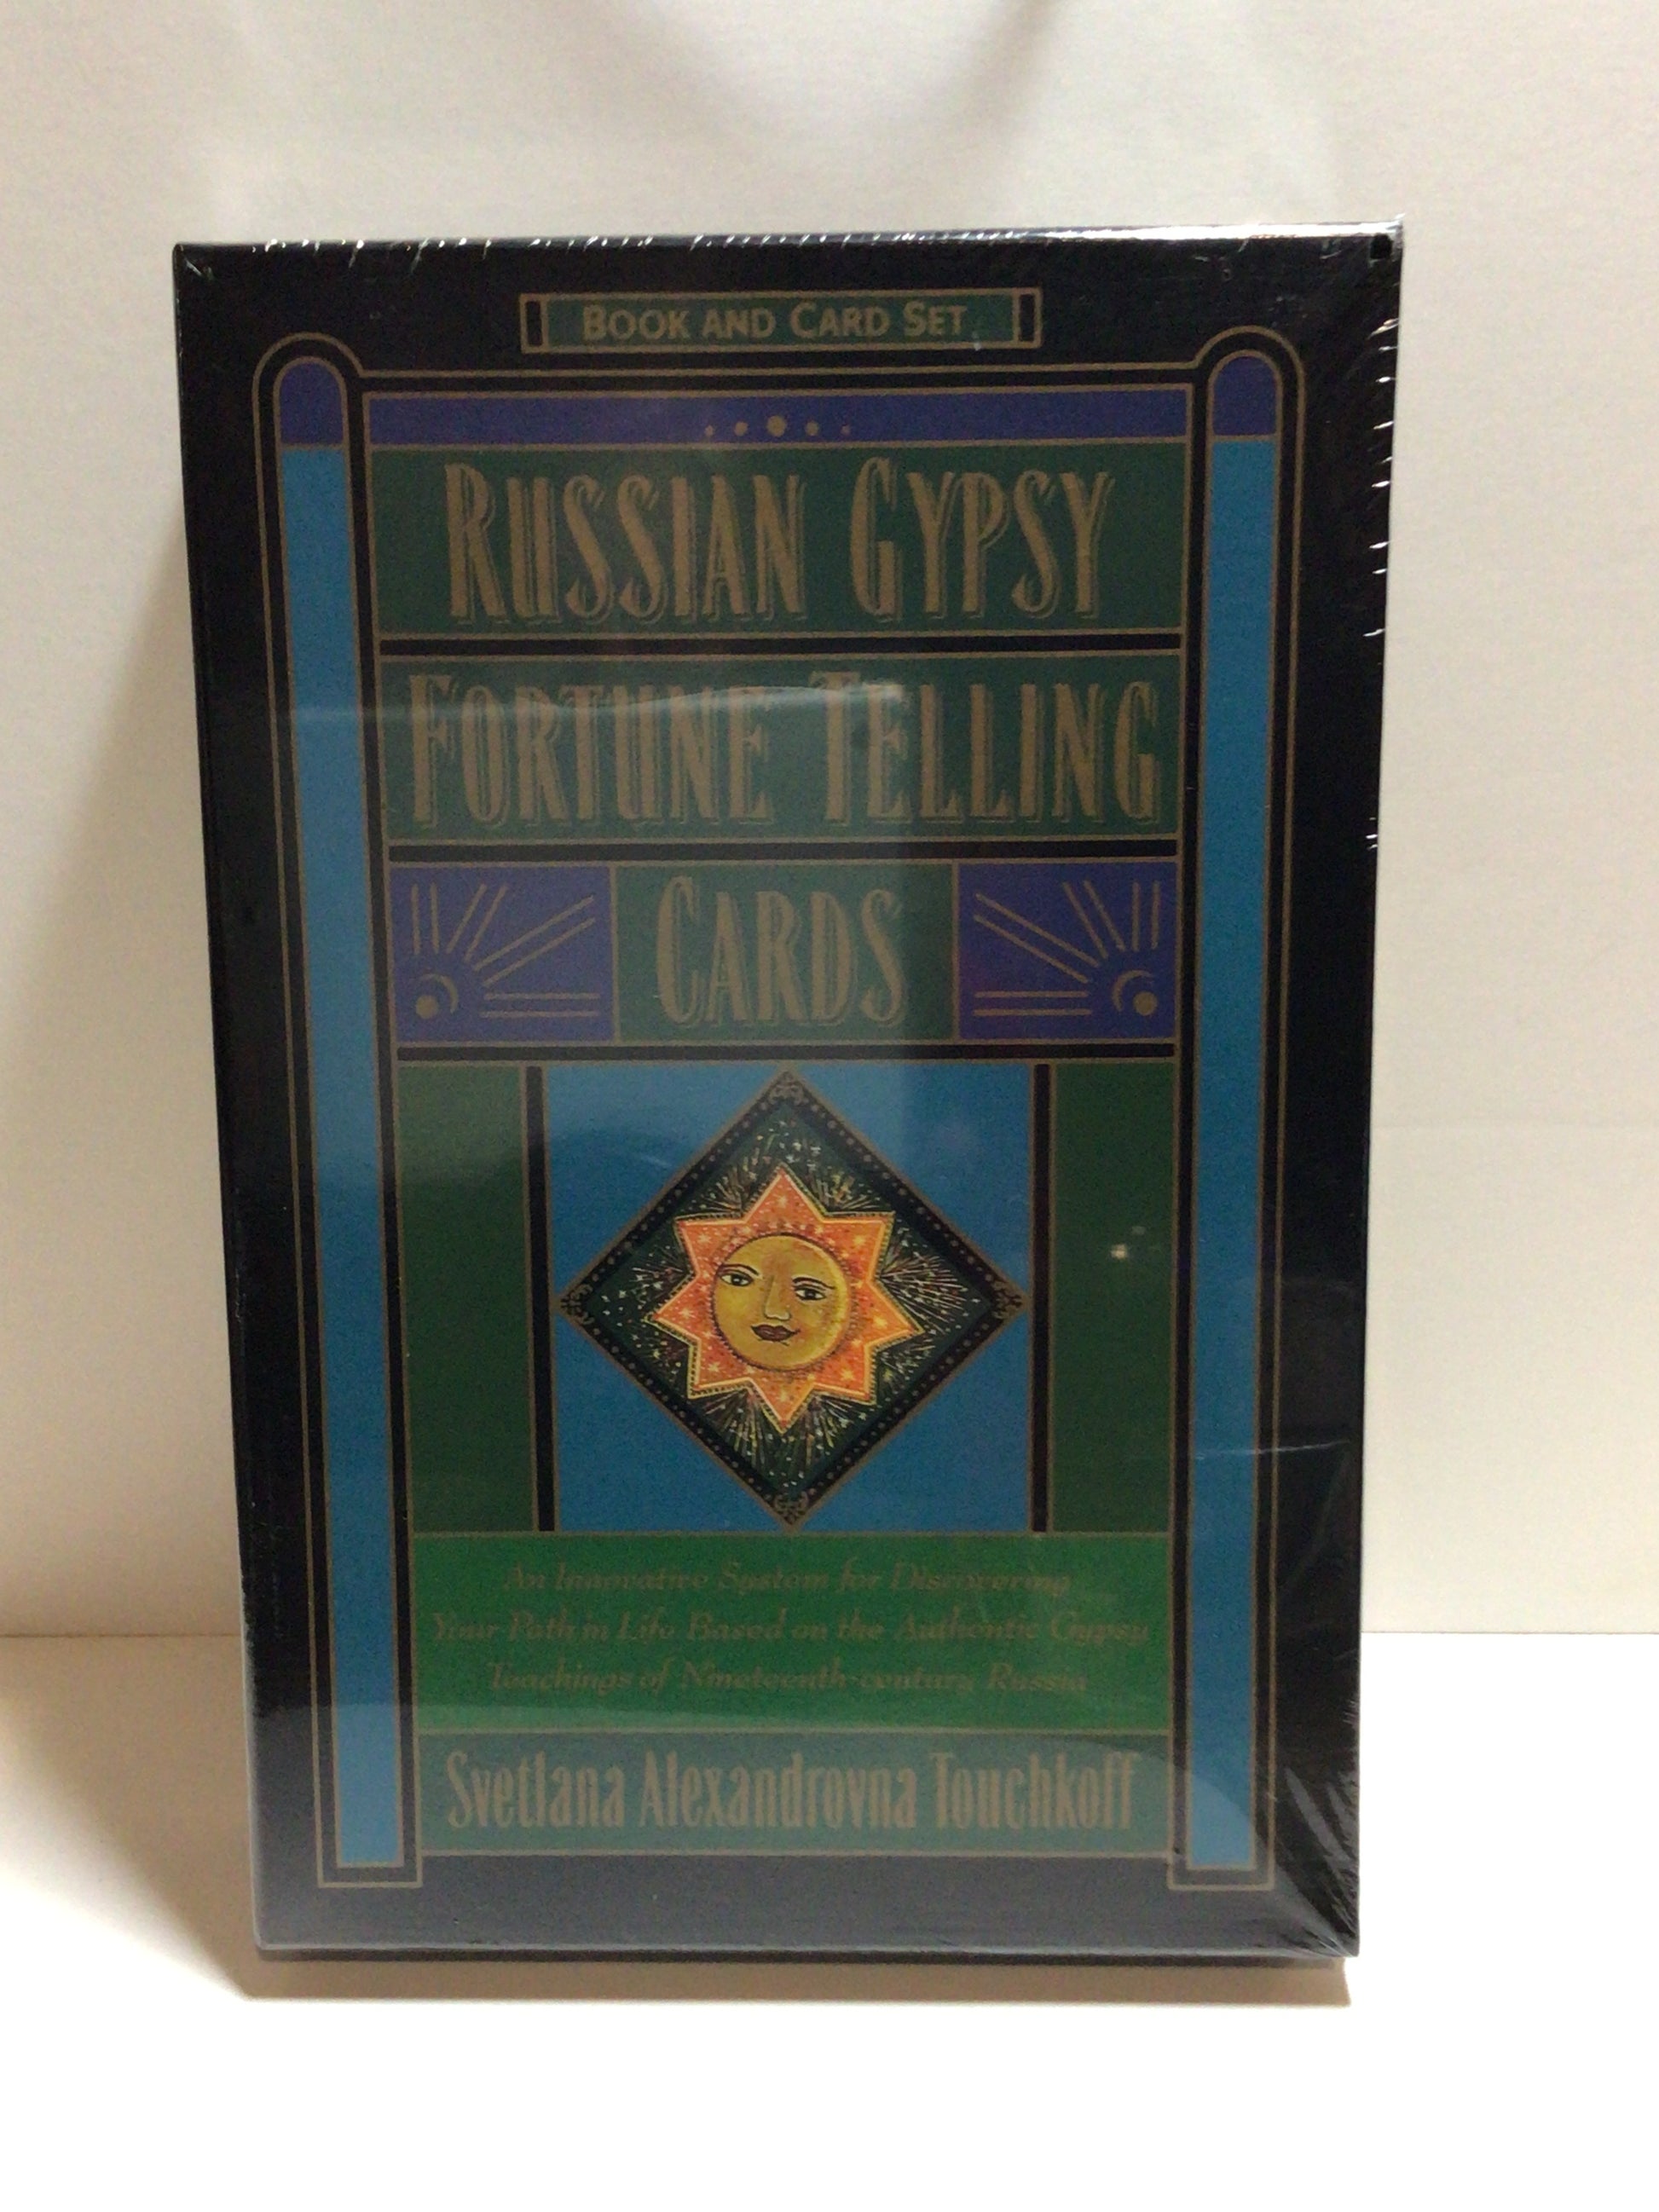 BOOK AND CARD SET
RUSSIAN GYPSY
FORTUNE TELLING
CARDS
An Innovative System for Discovering
Your Path in Life Based on the Authentic Gypsy
Teachings of Nineteenth-century Russia
Svetlana Alexandrovna Touchkoff